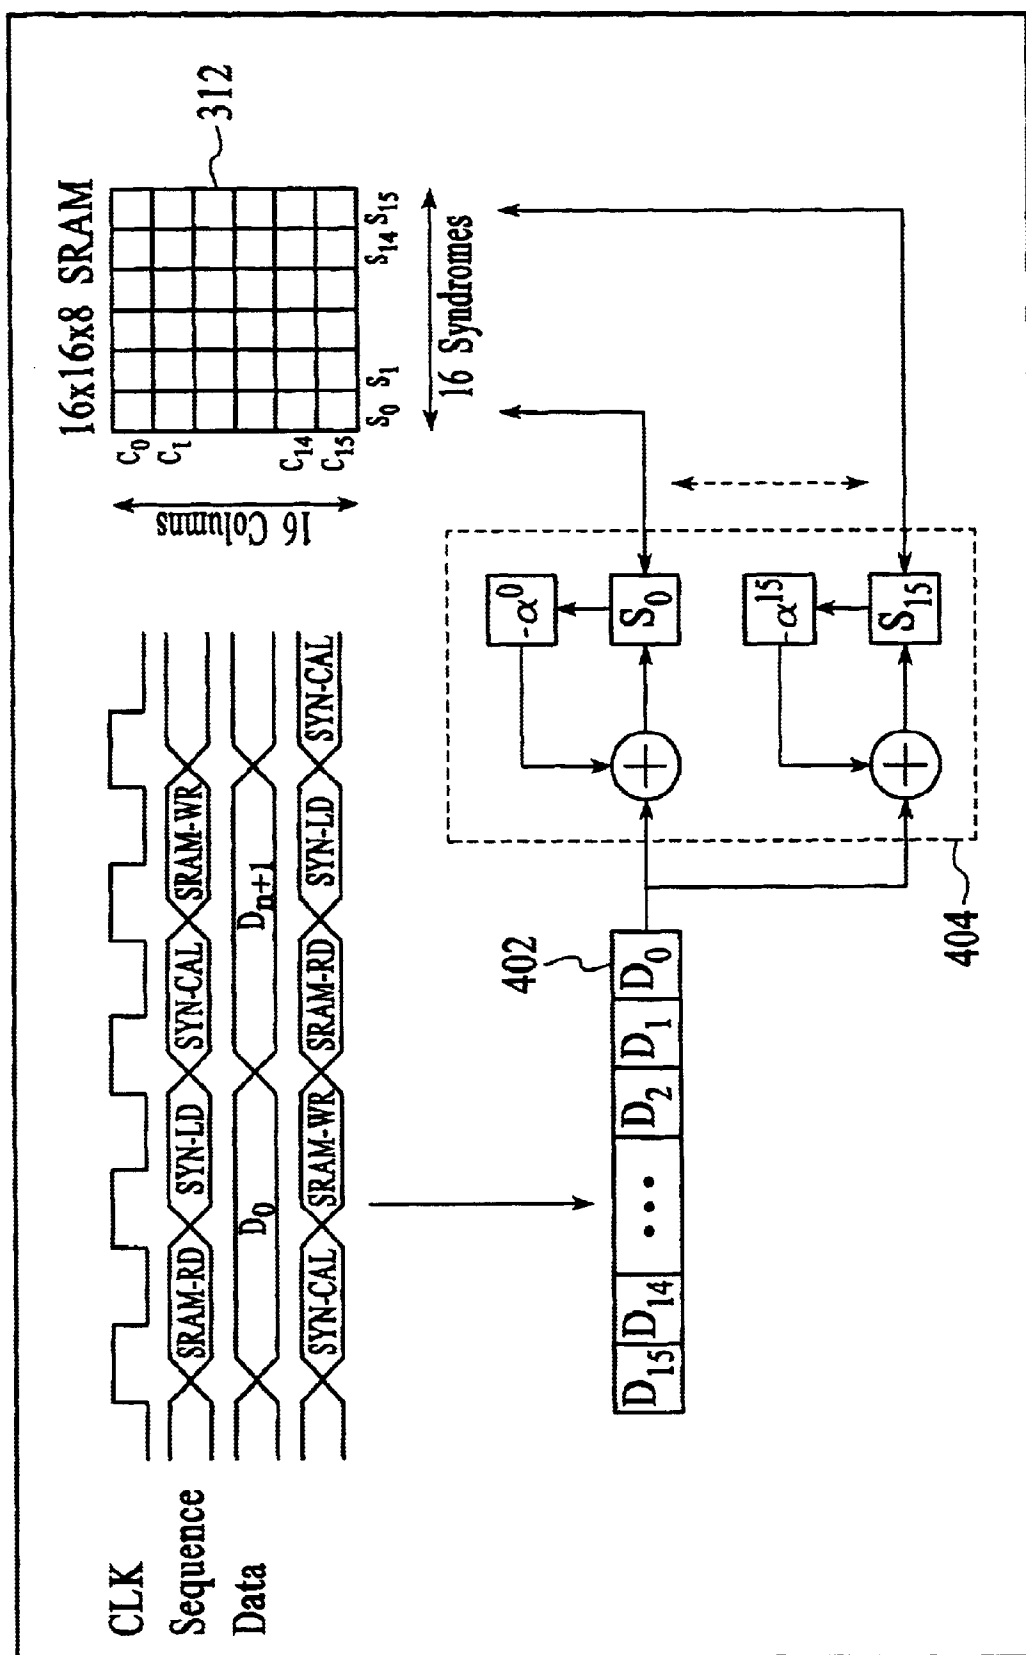 CLK
Sequence
Data
SRAM-RD
SYN-LD
SYN-CAL
SRAM-WR
D0
Dn+1
SYN-CAL
SRAM-WR
SRAM-RD
SYN-LD
SYN-CAL
16x16x8 SRAM
312
16 Columns
C0
C1
C14
C15
S0
S1
S14
S15
16 Syndromes
402
D15
D14
•••
D2
D1
D0
+
-α0
S0
+
-α15
S15
404